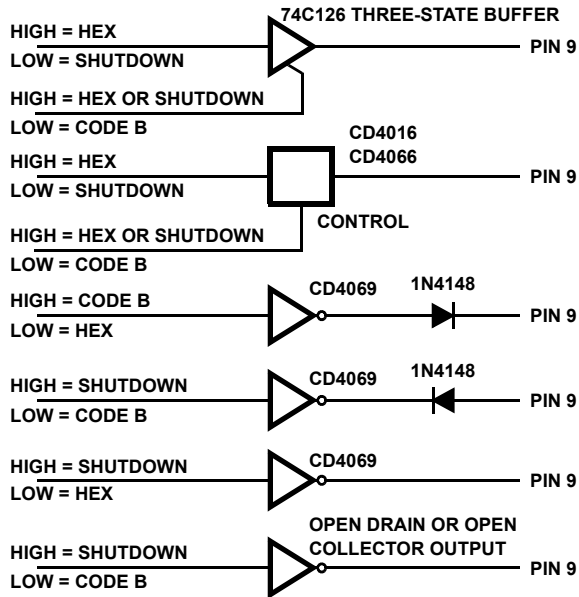 74C126 THREE-STATE BUFFER
HIGH = HEX
LOW = SHUTDOWN
PIN 9
HIGH = HEX OR SHUTDOWN
LOW = CODE B
CD4016
CD4066
HIGH = HEX
LOW = SHUTDOWN
PIN 9
CONTROL
HIGH = HEX OR SHUTDOWN
LOW = CODE B
CD4069
1N4148
HIGH = CODE B
LOW = HEX
PIN 9
CD4069
1N4148
HIGH = SHUTDOWN
LOW = CODE B
PIN 9
CD4069
HIGH = SHUTDOWN
LOW = HEX
PIN 9
OPEN DRAIN OR OPEN
COLLECTOR OUTPUT
HIGH = SHUTDOWN
LOW = CODE B
PIN 9